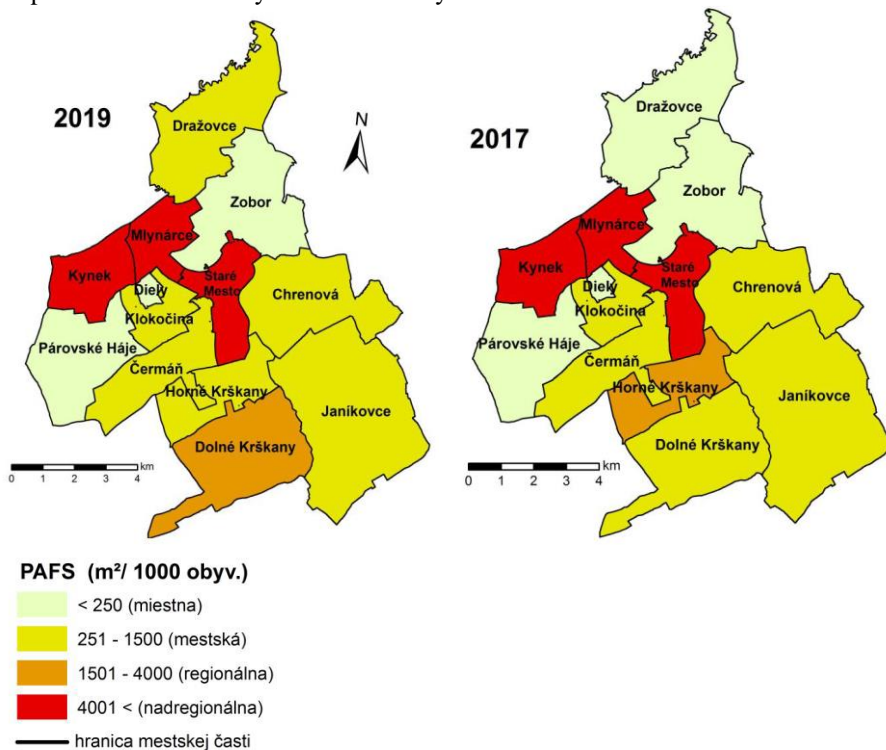 2019
N
Dražovce
Zobor
Mlynárce
Kynek
Staré
Mesto
Diely
Chrenová
Klokočina
Párovské Háje
Čermáň
Horné Krškany
Janíkovce
Dolné Krškany
km
0 1 2 3 4
2017
Dražovce
Zobor
Mlynárce
Kynek
Staré
Mesto
Diely
Chrenová
Klokočina
Párovské Háje
Čermáň
Horné Krškany
Janíkovce
Dolné Krškany
km
0 1 2 3 4
PAFS (m²/ 1000 obyv.)
< 250 (miestna)
251 - 1500 (mestská)
1501 - 4000 (regionálna)
4001 < (nadregionálna)
hranica mestskej časti